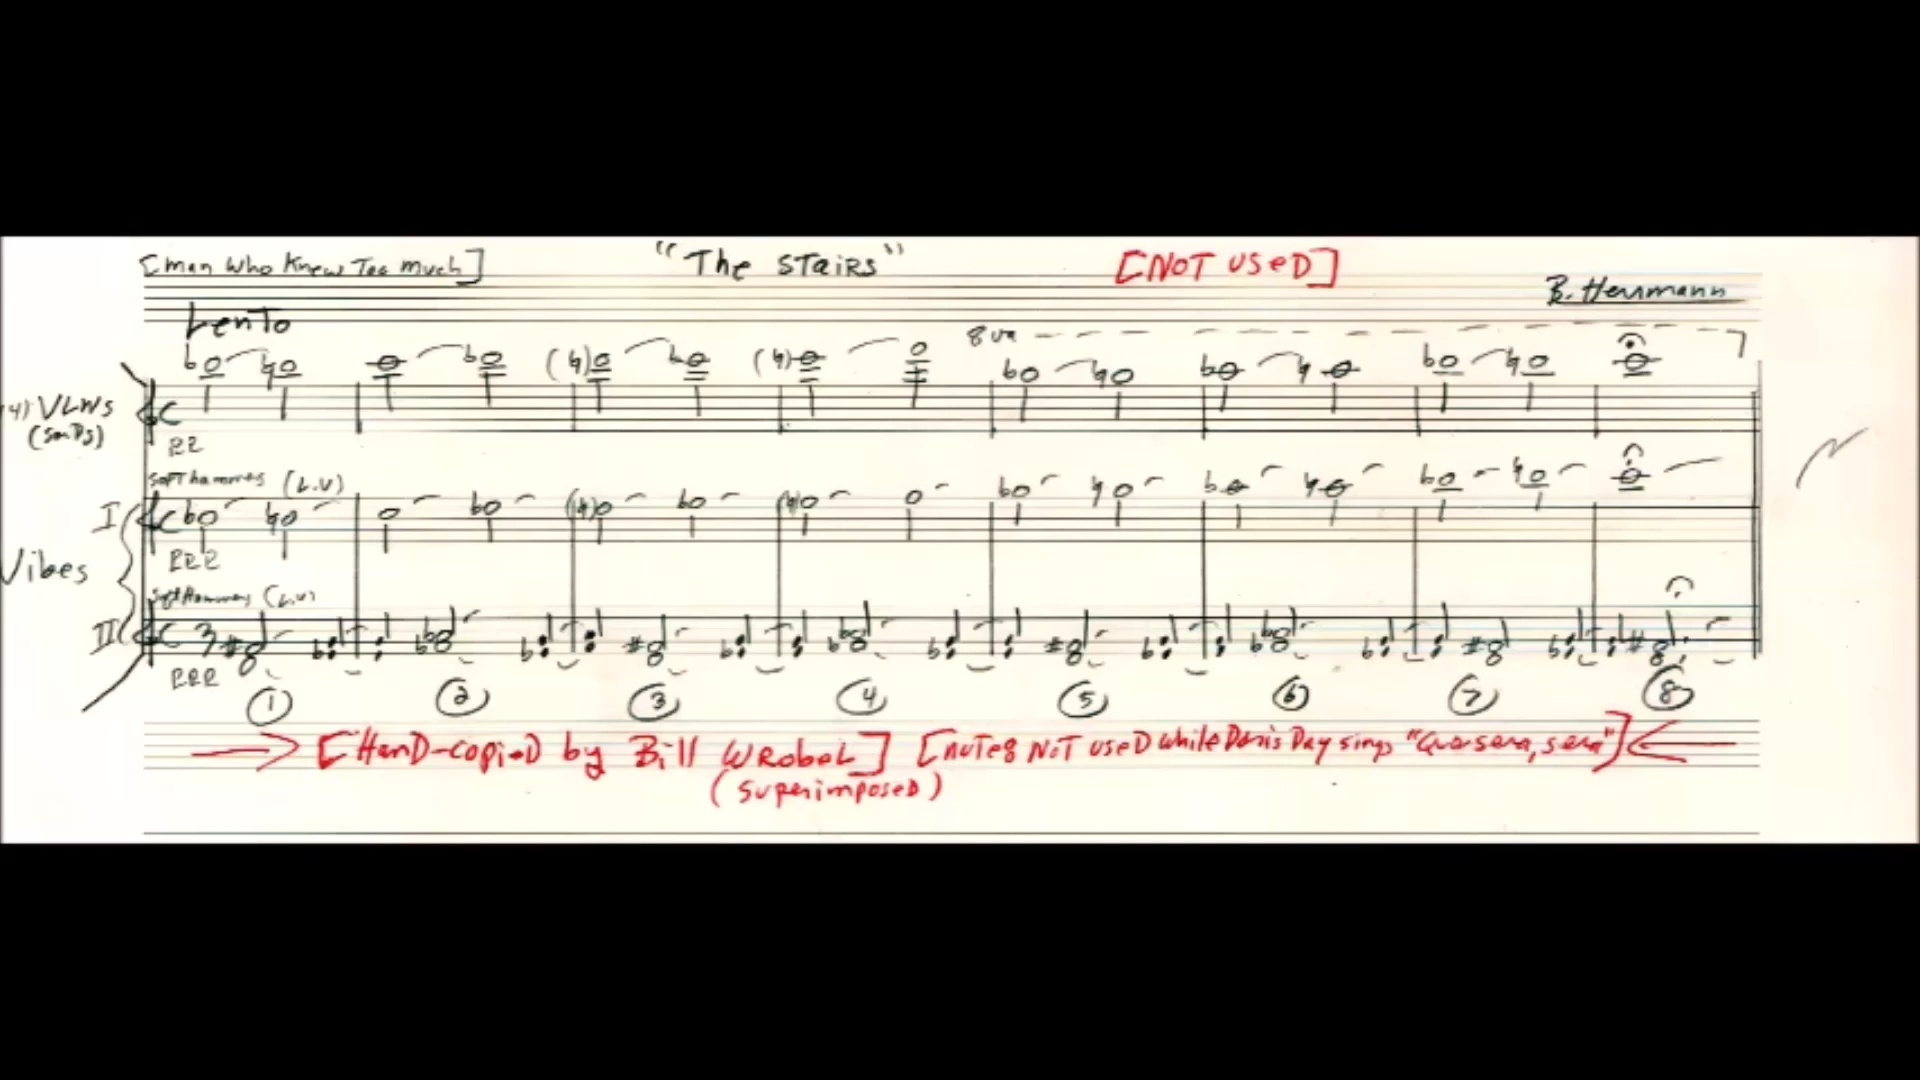 [Man Who Knew Too Much] "The Stairs" [NOT USED]
B. Herrmann
Lento
8va
(4) VLNS
soft hammers (L.V)
I
Vibes
soft Hammers (L.V)
II
① ② ③ ④ ⑤ ⑥ ⑦ ⑧
[HanD-copieD by Bill Wrobel] [note8 NOT useD while Doris Day sings "Que sera, sera"]
(superimposeD)